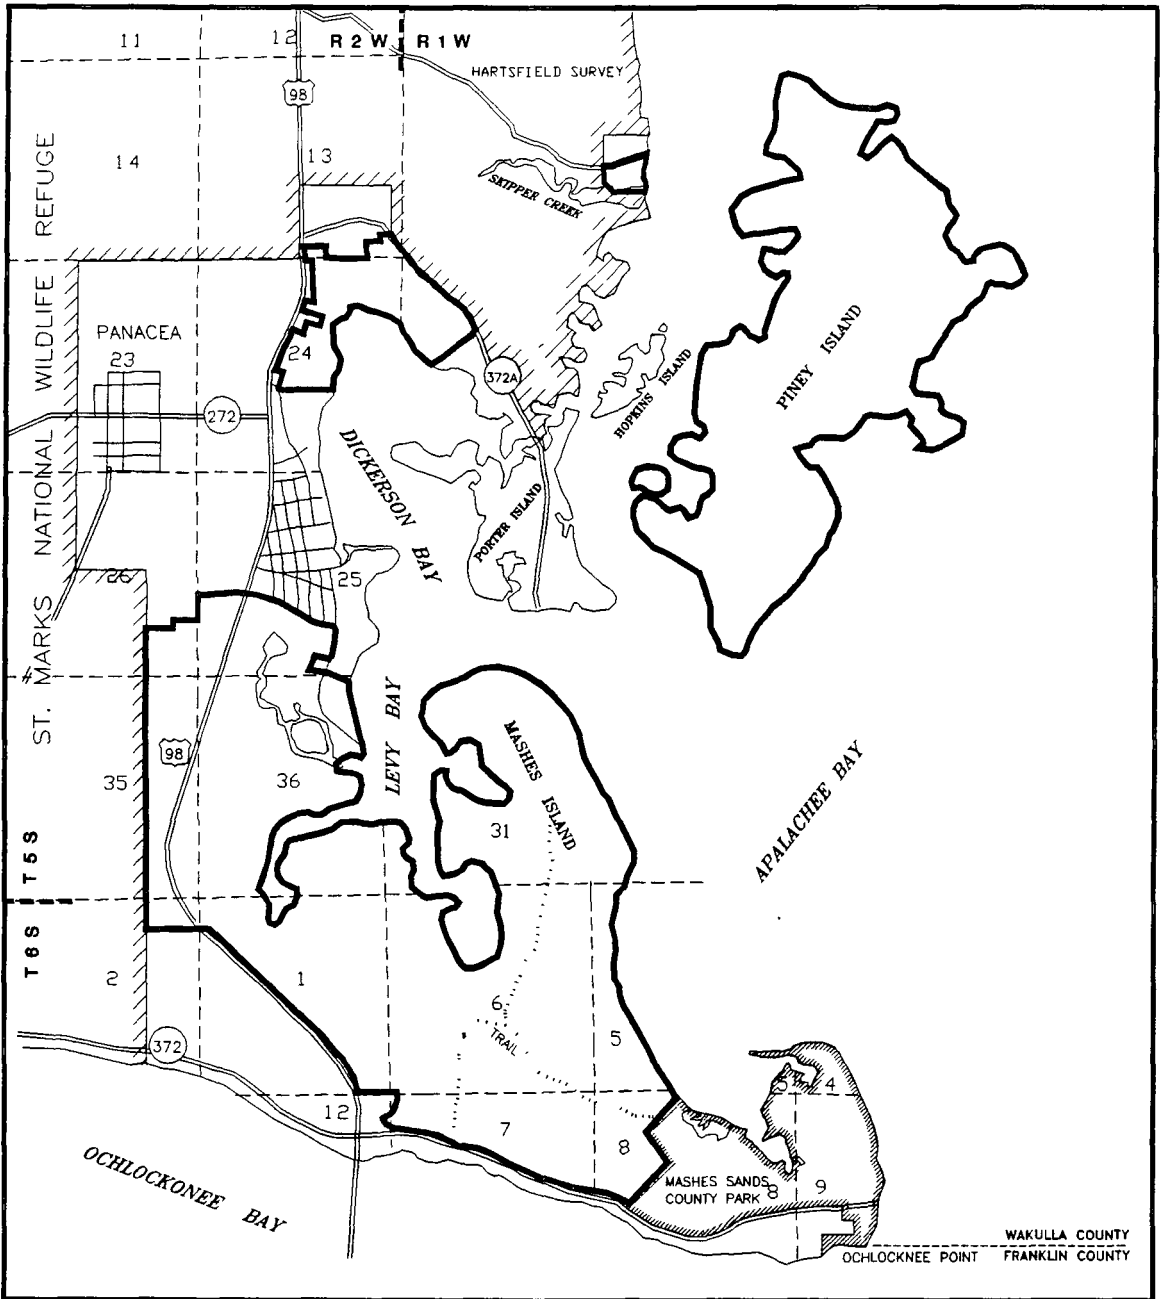 11
12
R 2 W
R 1 W
HARTSFIELD SURVEY
98
14
13
SKIPPER CREEK
ST. MARKS NATIONAL WILDLIFE REFUGE
PANACEA
23
24
372A
272
HOPKINS ISLAND
PINEY ISLAND
DICKERSON BAY
PORTER ISLAND
26
25
LEVY BAY
MASHES ISLAND
98
35
36
31
APALACHEE BAY
T 5 S
T 6 S
2
1
6
5
TRAIL
372
5
4
12
7
8
MASHES SANDS
COUNTY PARK
8
9
OCHLOCKONEE BAY
WAKULLA COUNTY
OCHLOCKNEE POINT
FRANKLIN COUNTY